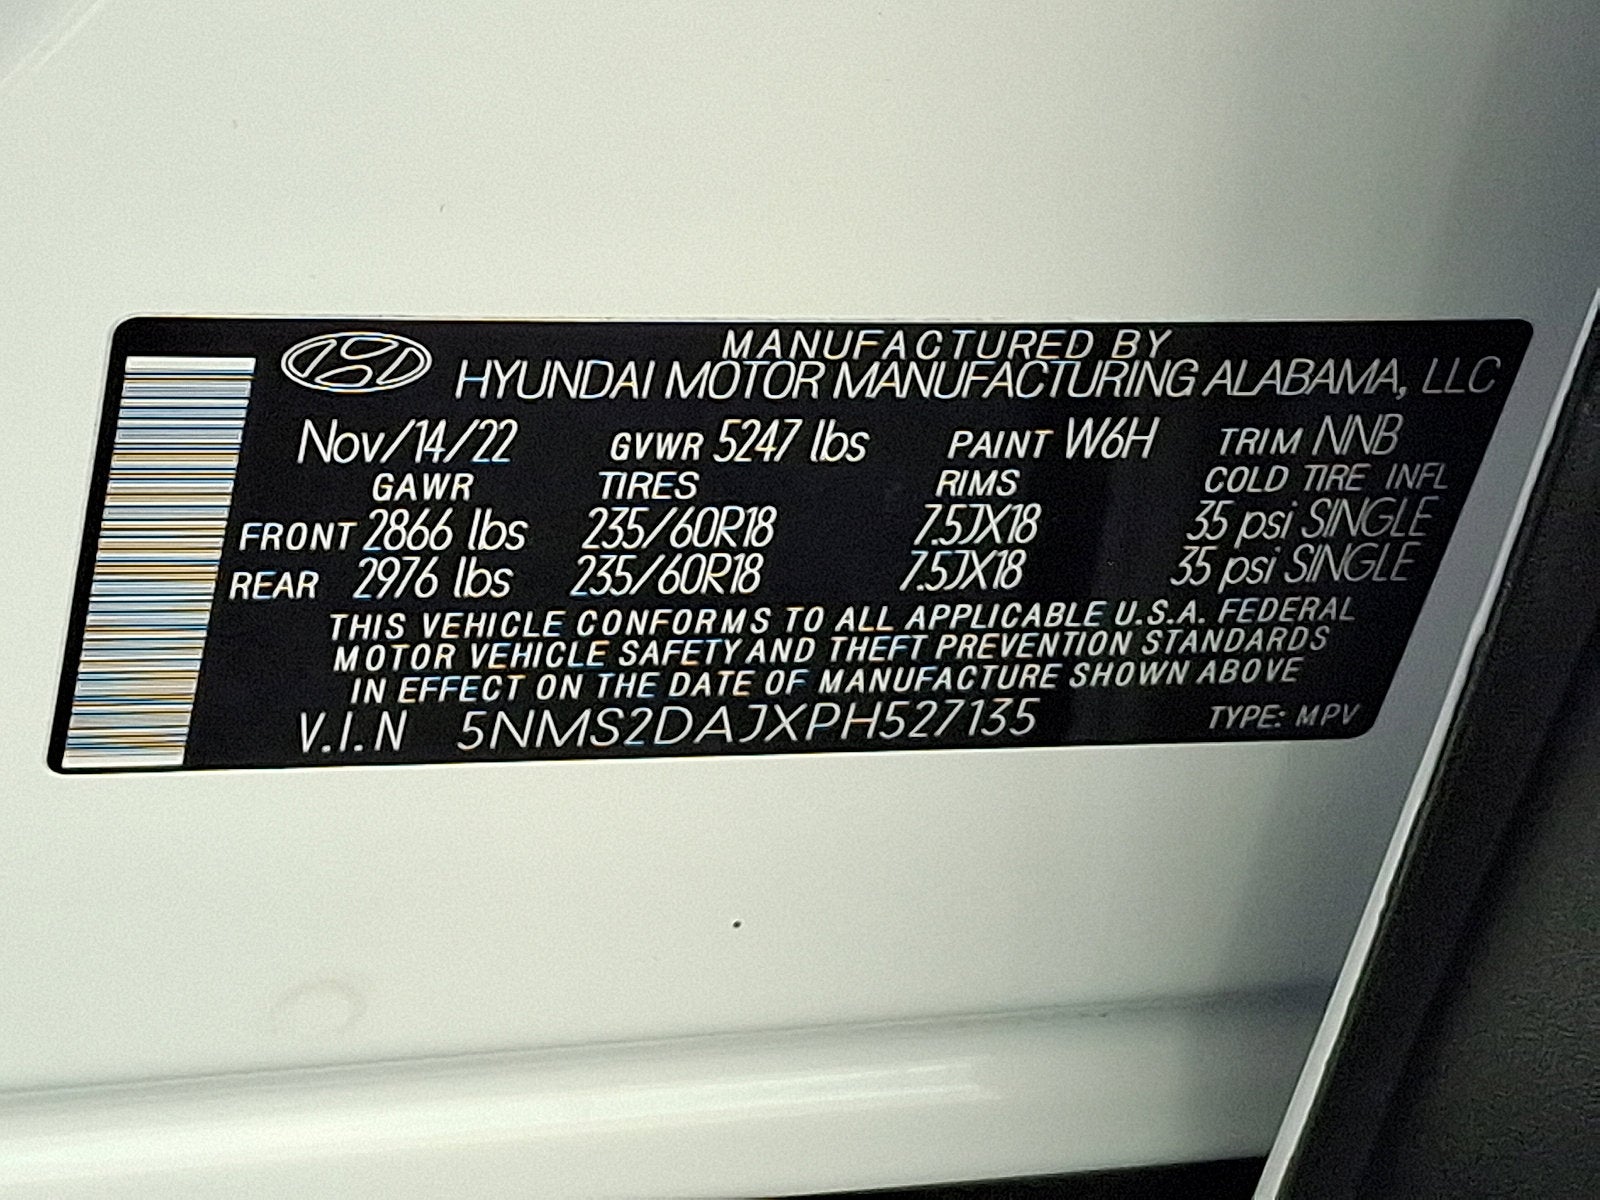 MANUFACTURED BY
HYUNDAI MOTOR MANUFACTURING ALABAMA, LLC
Nov/14/22 GVWR 5247 lbs PAINT W6H TRIM NNB
GAWR TIRES RIMS COLD TIRE INFL
FRONT 2866 lbs 235/60R18 7.5JX18 35 psi SINGLE
REAR 2976 lbs 235/60R18 7.5JX18 35 psi SINGLE
THIS VEHICLE CONFORMS TO ALL APPLICABLE U.S.A. FEDERAL
MOTOR VEHICLE SAFETY AND THEFT PREVENTION STANDARDS
IN EFFECT ON THE DATE OF MANUFACTURE SHOWN ABOVE
V.I.N 5NMS2DAJXPH527135 TYPE: MPV